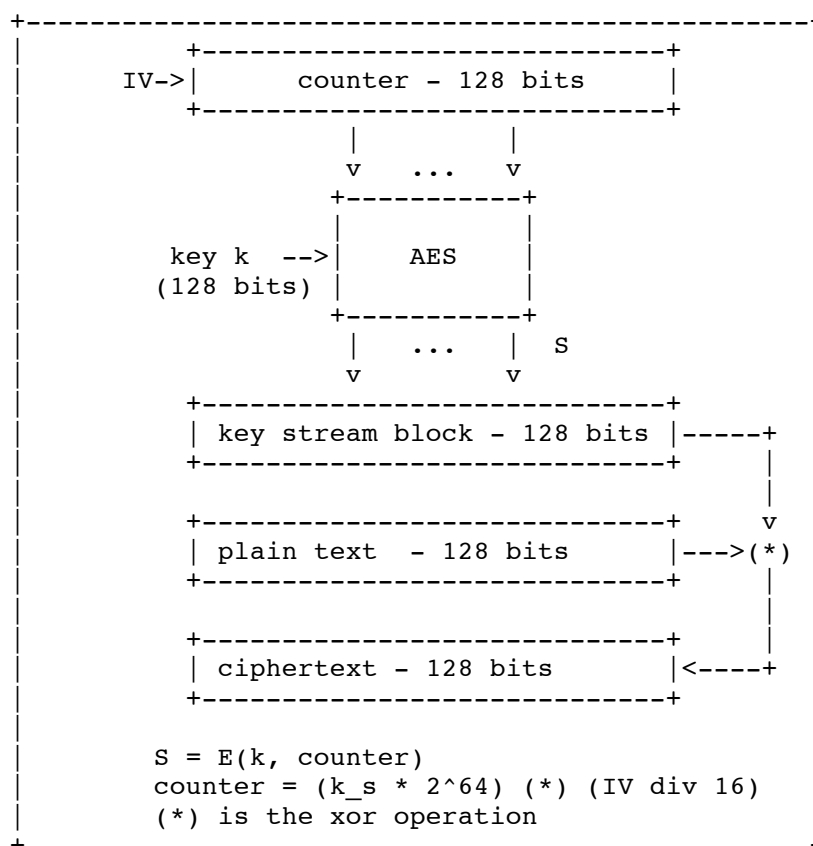 IV-> counter - 128 bits
v ... v
key k --> AES
(128 bits)
... S
v v
key stream block - 128 bits
v
plain text - 128 bits --->(*)
ciphertext - 128 bits <----+
S = E(k, counter)
counter = (k_s * 2^64) (*) (IV div 16)
(*) is the xor operation